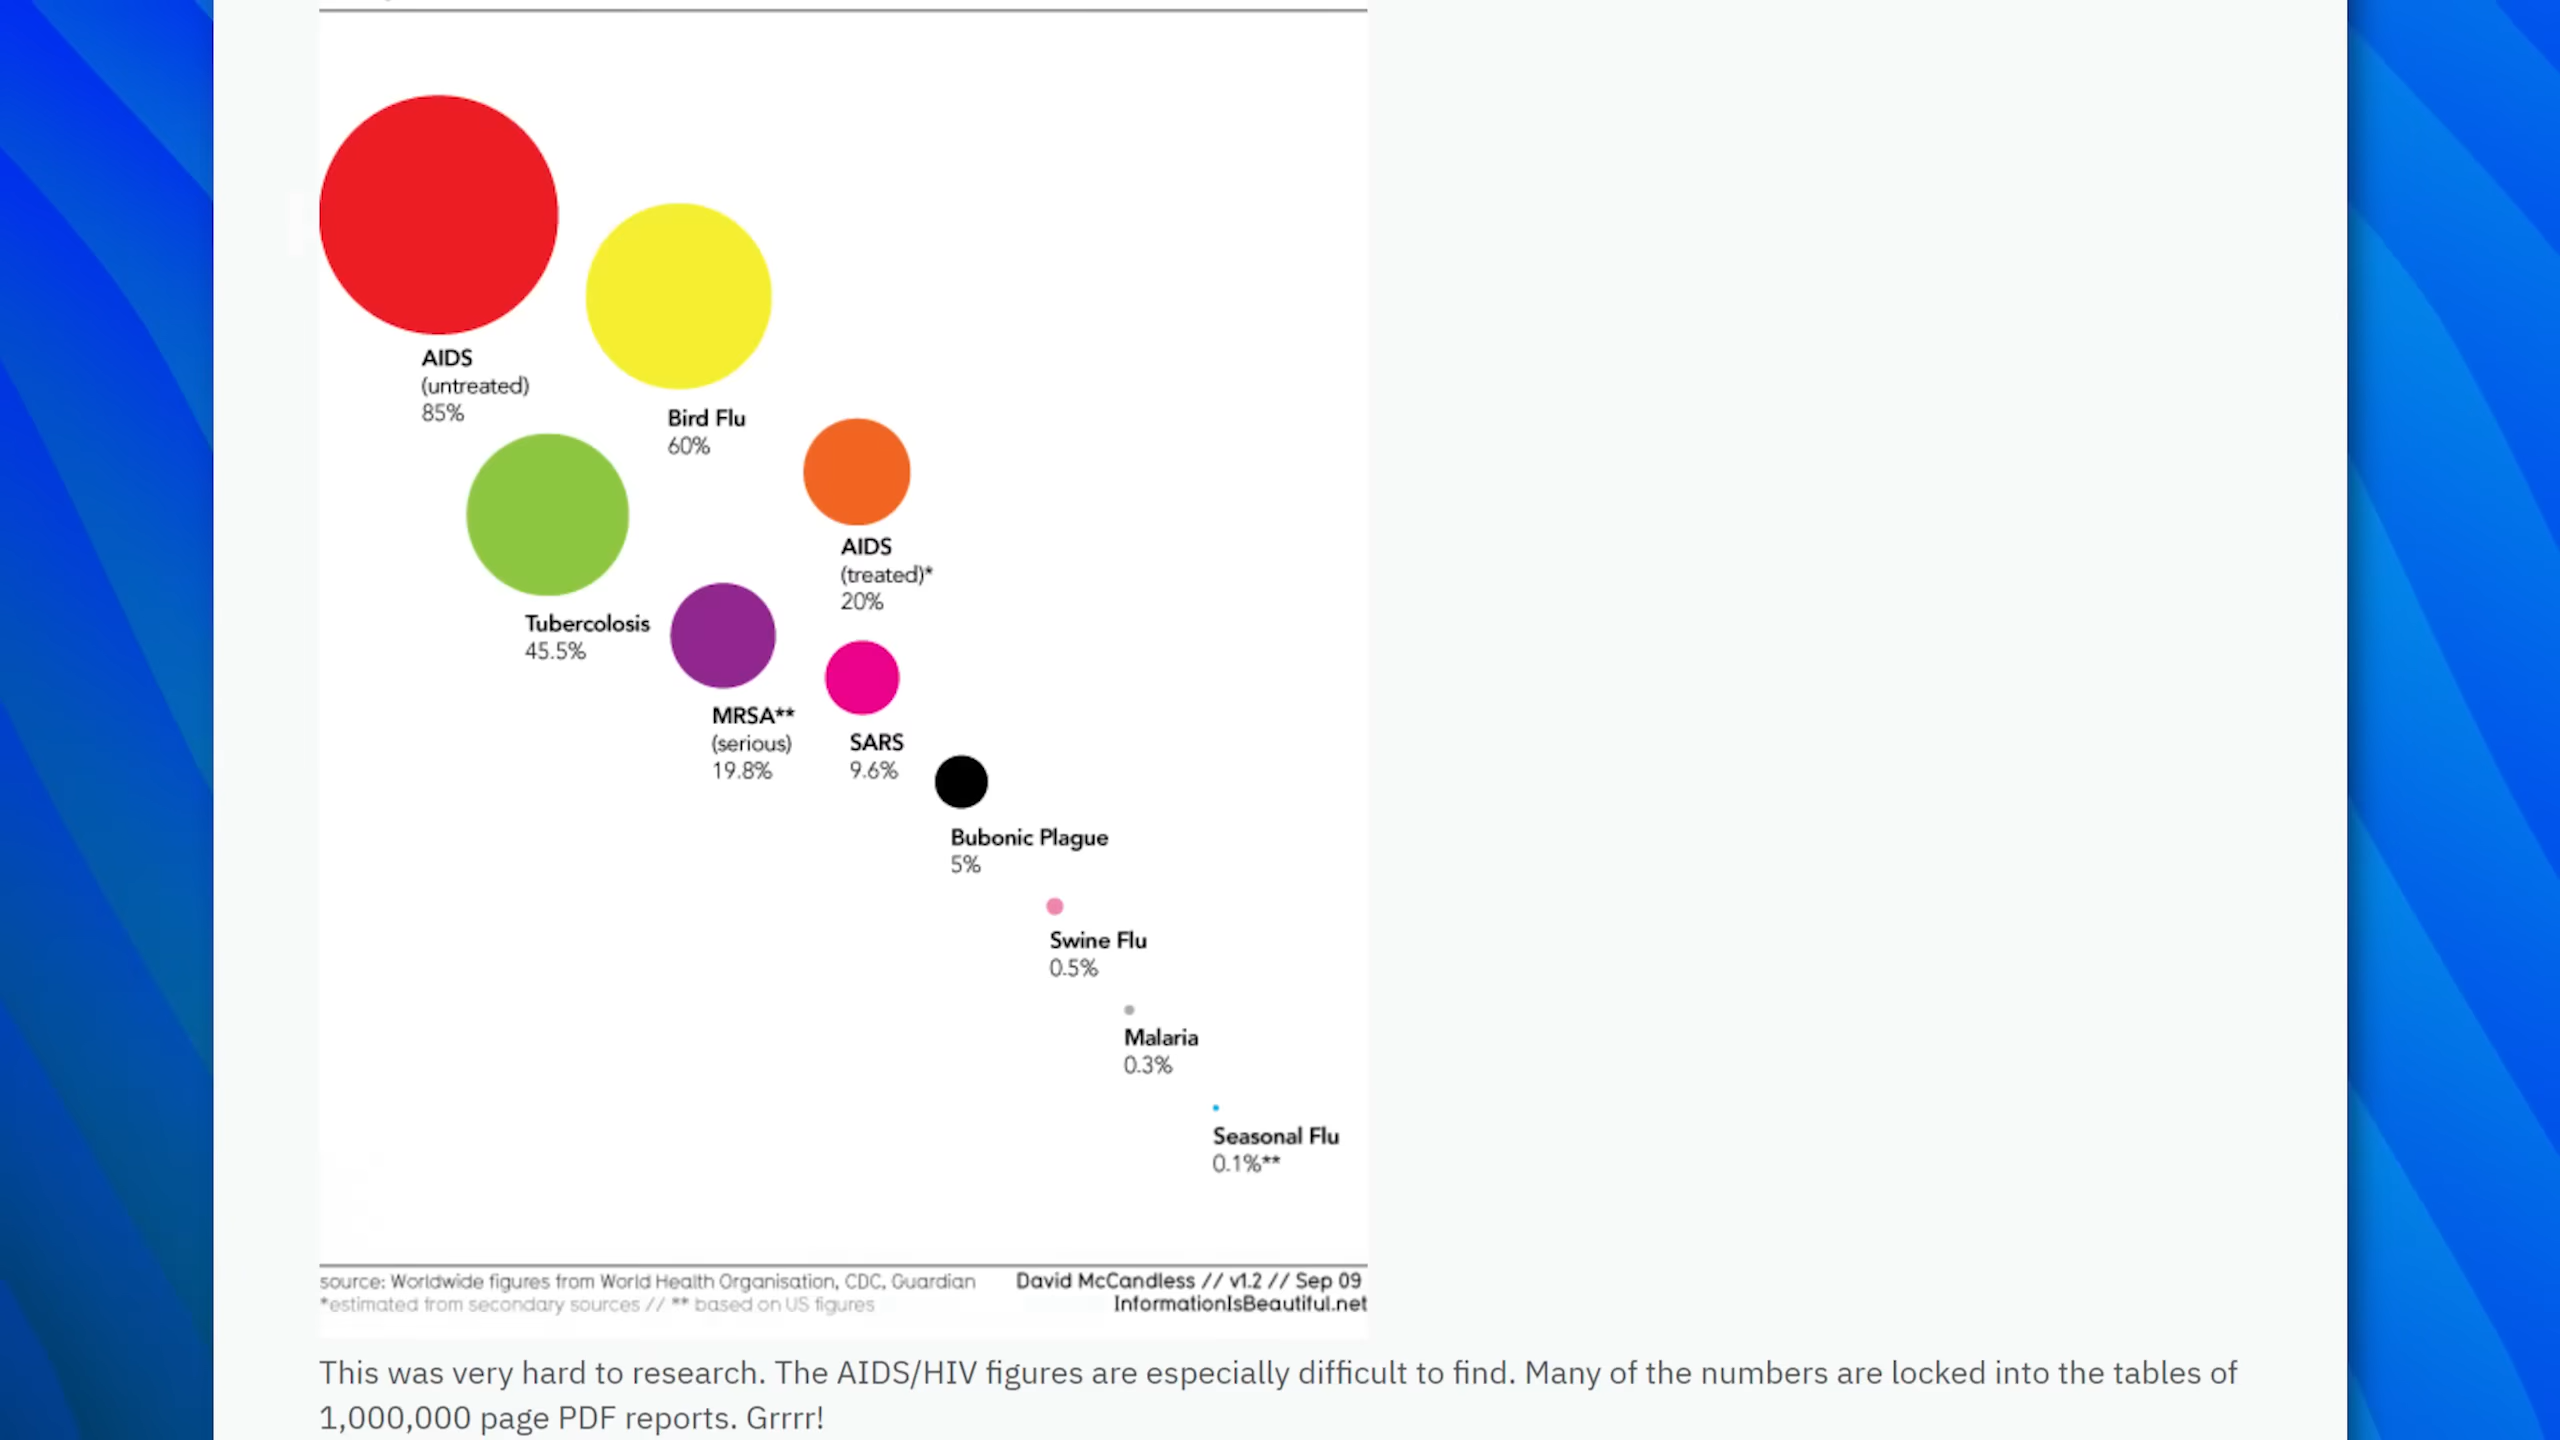 AIDS
(untreated)
85%
Bird Flu
60%
AIDS
(treated)*
20%
Tubercolosis
45.5%
MRSA**
(serious)
19.8%
SARS
9.6%
Bubonic Plague
5%
Swine Flu
0.5%
Malaria
0.3%
Seasonal Flu
0.1%**
source: Worldwide figures from World Health Organisation, CDC, Guardian
*estimated from secondary sources // ** based on US figures
David McCandless // v1.2 // Sep 09
InformationIsBeautiful.net
This was very hard to research. The AIDS/HIV figures are especially difficult to find. Many of the numbers are locked into the tables of
1,000,000 page PDF reports. Grrrr!